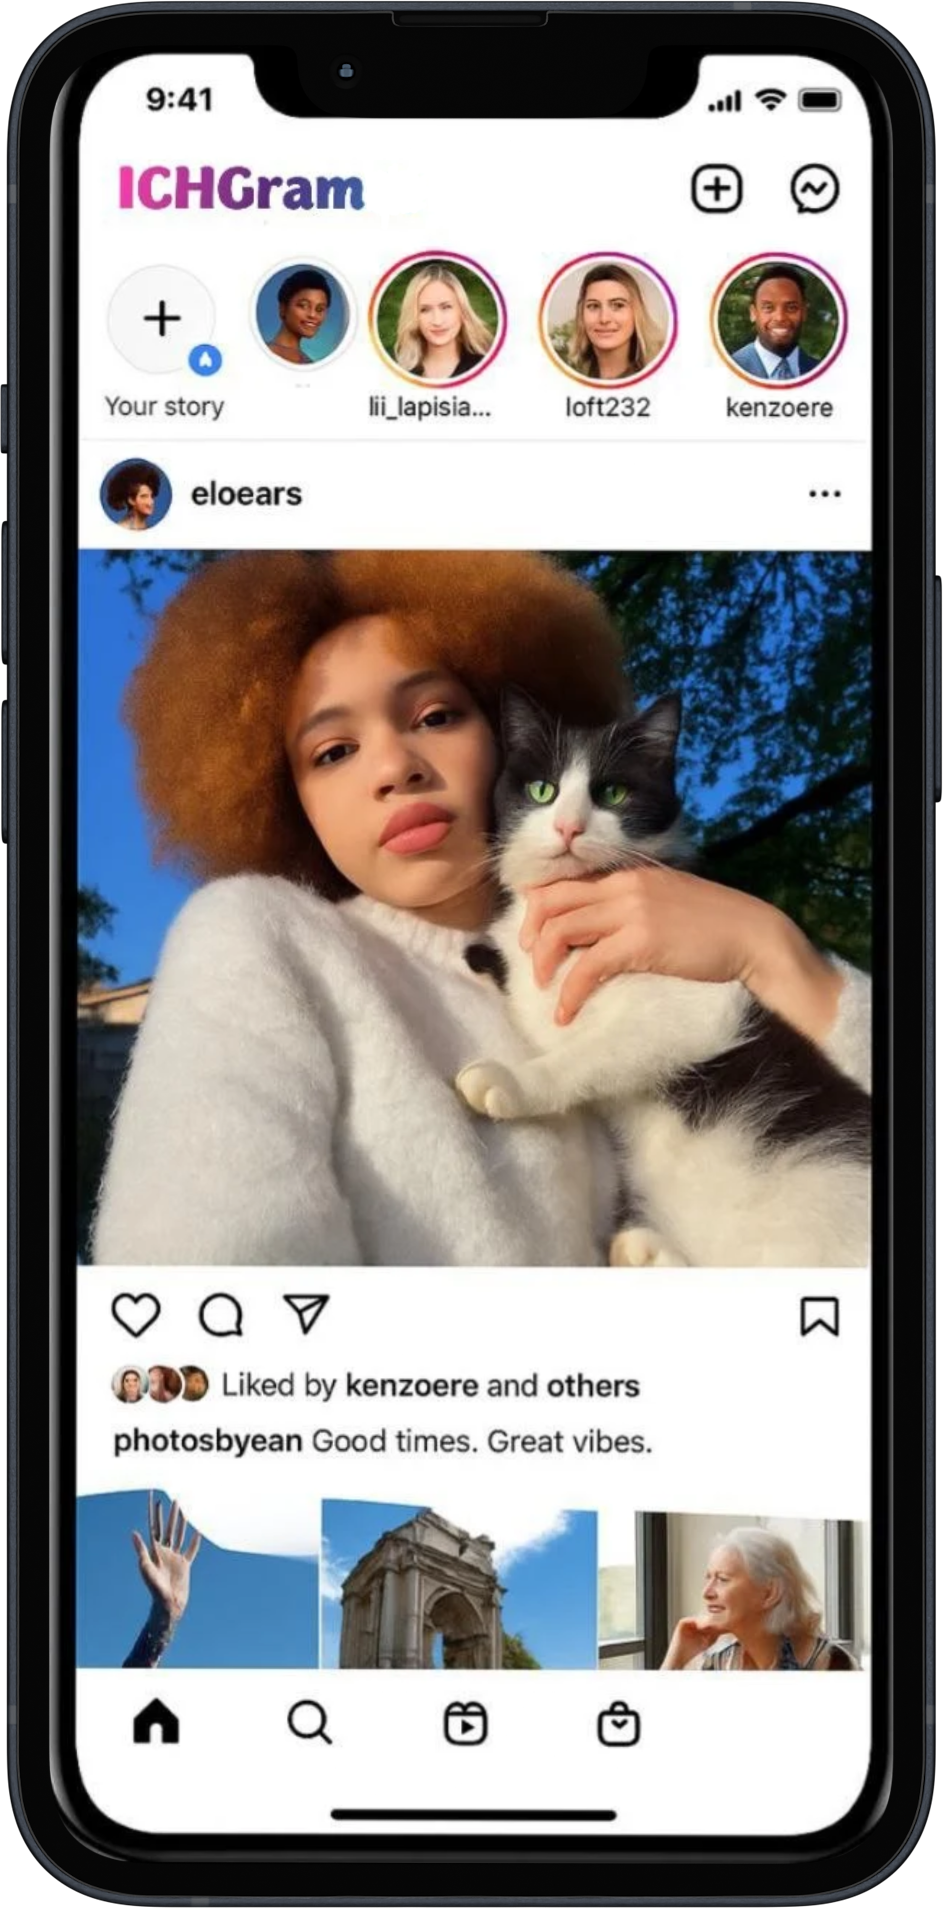 9:41
ICHGram
Your story
lii_lapisia...
loft232
kenzoere
eloears
Liked by kenzoere and others
photosbyean Good times. Great vibes.